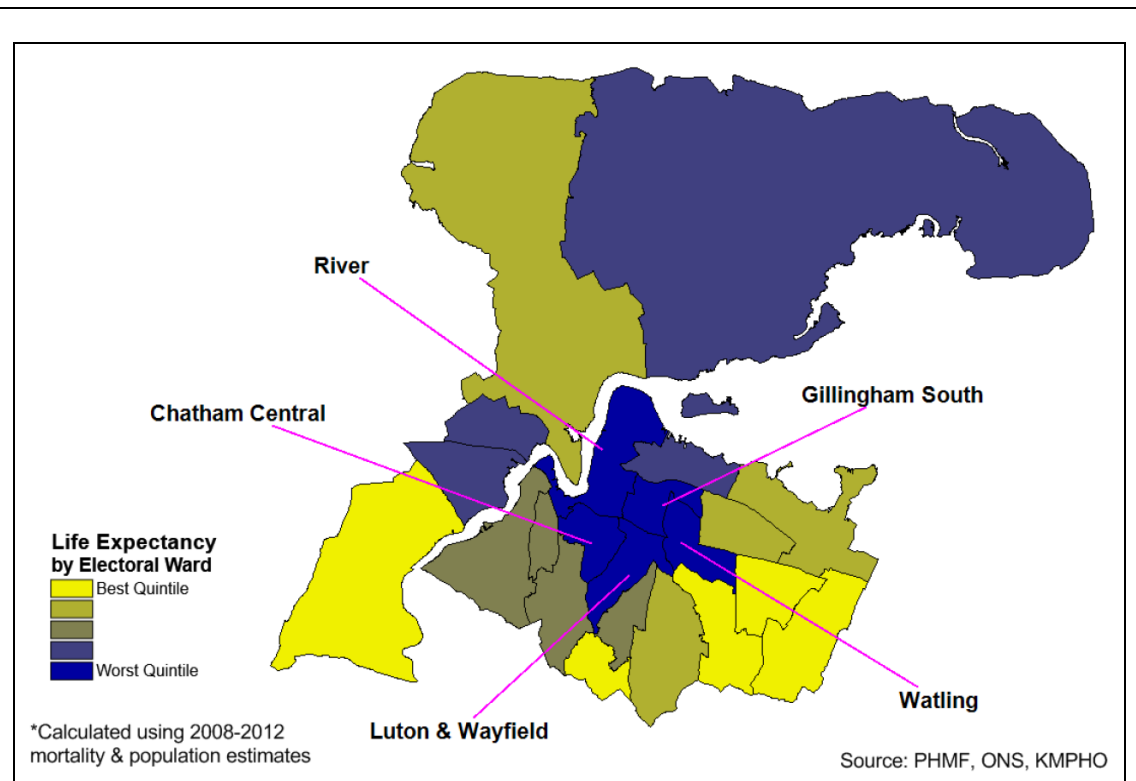 River
Gillingham South
Chatham Central
Life Expectancy
by Electoral Ward
Best Quintile
Worst Quintile
Watling
Luton & Wayfield
*Calculated using 2008-2012
mortality & population estimates
Source: PHMF, ONS, KMPHO